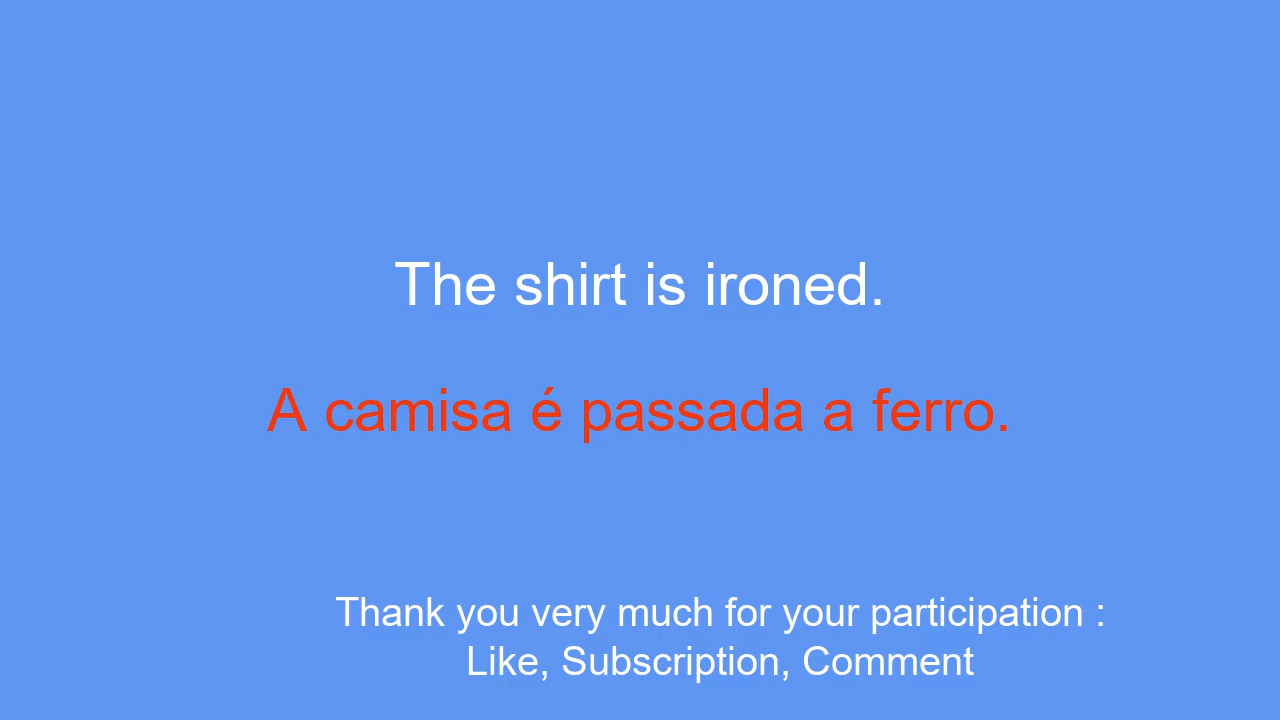 The shirt is ironed.
A camisa é passada a ferro.
Thank you very much for your participation :
Like, Subscription, Comment